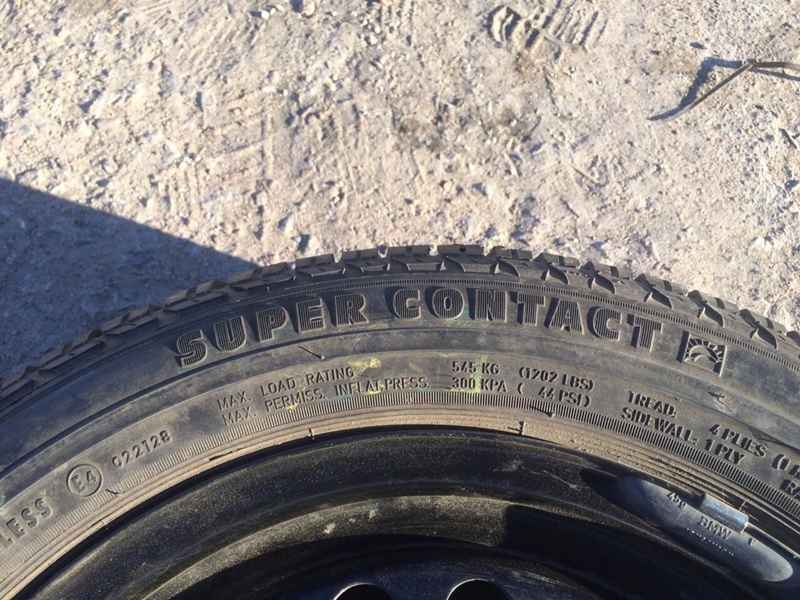 SUPER CONTACT
MAX. LOAD RATING 545 KG (1202 LBS)
MAX. PERMISS. INFLAT.PRESS. 300 KPA ( 44 PSI)
TREAD: 4 PLIES
SIDEWALL: 1 PLY
LESS E4 022128
45g BMW